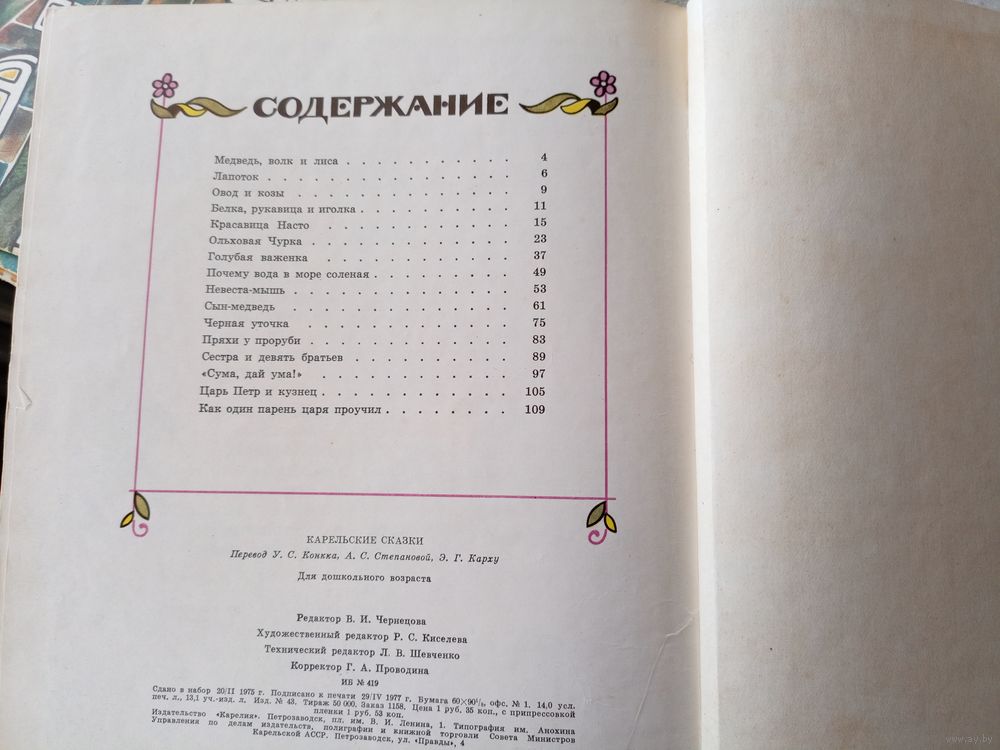 СОДЕРЖАНИЕ
Медведь, волк и лиса . . . . . . . . . . . 4
Лапоток . . . . . . . . . . . . . . . 6
Овод и козы . . . . . . . . . . . . . 9
Белка, рукавица и иголка . . . . . . . . . . 11
Красавица Насто . . . . . . . . . . . . 15
Ольховая Чурка . . . . . . . . . . . . . 23
Голубая важенка . . . . . . . . . . . . 37
Почему вода в море соленая . . . . . . . . . 49
Невеста-мышь . . . . . . . . . . . . . . 53
Сын-медведь . . . . . . . . . . . . . . 61
Черная уточка . . . . . . . . . . . . . 75
Пряхи у проруби . . . . . . . . . . . . . 83
Сестра и девять братьев . . . . . . . . . . 89
«Сума, дай ума!» . . . . . . . . . . . . 97
Царь Петр и кузнец . . . . . . . . . . . . 105
Как один парень царя проучил . . . . . . . . 109
КАРЕЛЬСКИЕ СКАЗКИ
Перевод У. С. Конкка, А. С. Степановой, Э. Г. Карху
Для дошкольного возраста
Редактор В. И. Чернецова
Художественный редактор Р. С. Киселева
Технический редактор Л. В. Шевченко
Корректор Г. А. Проводина
ИБ № 419
Сдано в набор 20/II 1975 г. Подписано к печати 29/IV 1977 г. Бумага 60×90¹/₈, офс. № 1. 14,0 усл.
печ. л., 13,1 уч.-изд. л. Изд. № 43. Тираж 50 000. Заказ 1158. Цена 1 руб. 35 коп., с припрессовкой
пленки 1 руб. 53 коп.
Издательство «Карелия». Петрозаводск, пл. им. В. И. Ленина, 1. Типография им. Анохина
Управления по делам издательств, полиграфии и книжной торговли Совета Министров
Карельской АССР. Петрозаводск, ул. «Правды», 4
www.ay.by